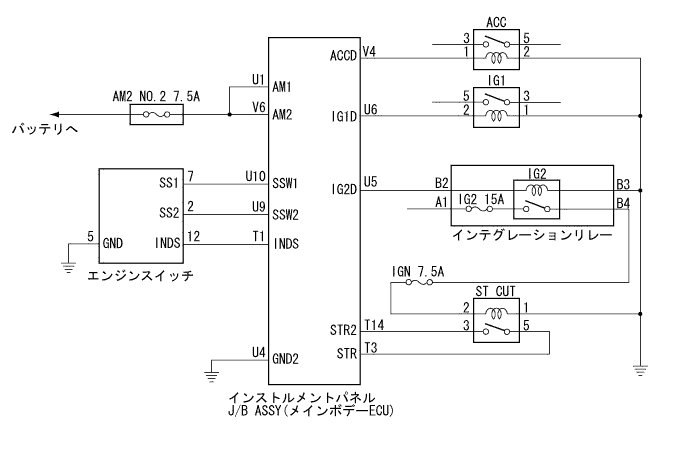 ACC
3 5
1 2
ACCD V4
U1 AM1
AM2 NO.2 7.5A
V6 AM2
バッテリへ
IG1
5 3
2 1
IG1D U6
SS1 7
U10 SSW1
IG2D U5
B2 IG2 B3
A1 IG2 15A B4
インテグレーションリレー
SS2 2
U9 SSW2
5 GND
INDS 12
T1 INDS
エンジンスイッチ
IGN 7.5A
ST CUT
2 1
3 5
STR2 T14
STR T3
U4 GND2
インストルメントパネル
J/B ASSY(メインボデーECU)